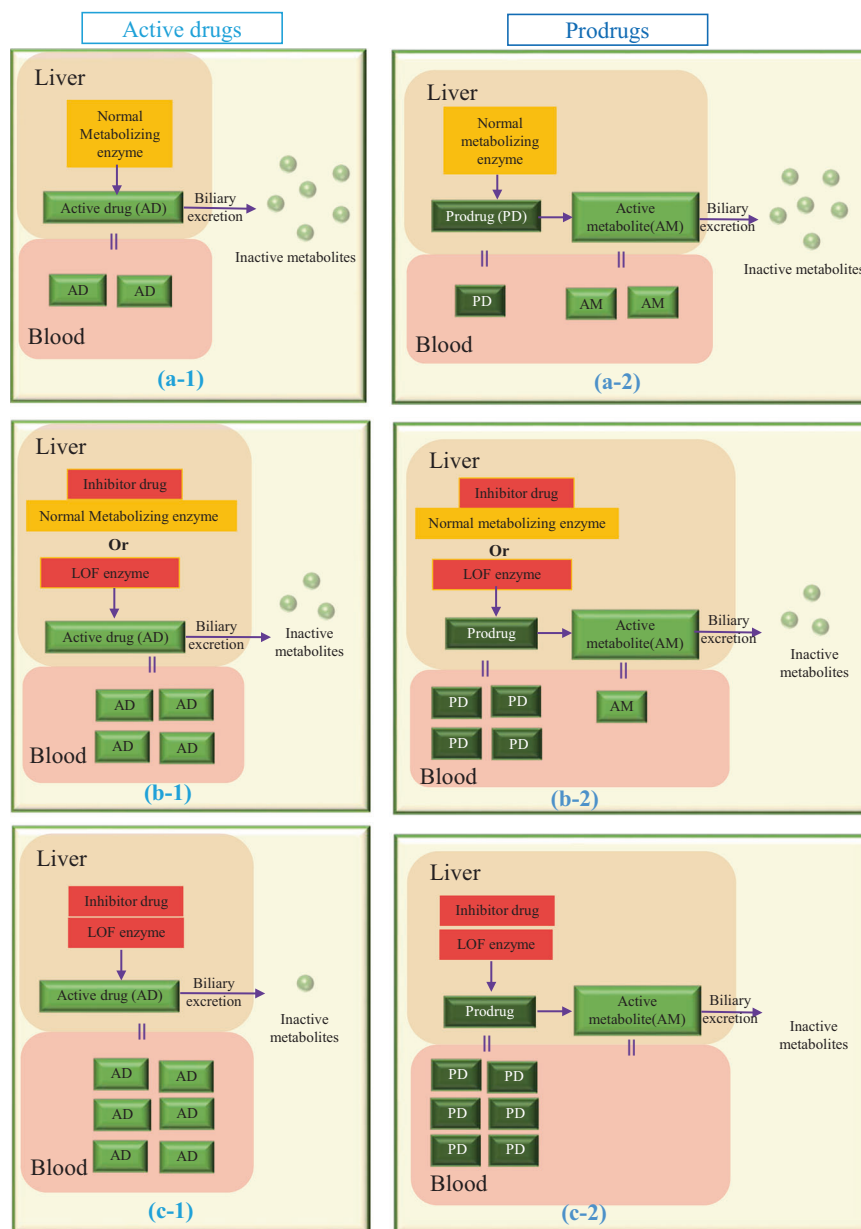 Active drugs
Prodrugs
Liver
Normal
Metabolizing
enzyme
Active drug (AD)
Biliary
excretion
Inactive metabolites
AD
AD
Blood
(a-1)
Liver
Normal
metabolizing
enzyme
Prodrug (PD)
Active
metabolite(AM)
Biliary
excretion
Inactive metabolites
PD
AM
AM
Blood
(a-2)
Liver
Inhibitor drug
Normal Metabolizing enzyme
Or
LOF enzyme
Active drug (AD)
Biliary
excretion
Inactive
metabolites
AD
AD
AD
AD
Blood
(b-1)
Liver
Inhibitor drug
Normal metabolizing enzyme
Or
LOF enzyme
Prodrug
Active
metabolite(AM)
Biliary
excretion
Inactive
metabolites
PD
PD
AM
PD
PD
Blood
(b-2)
Liver
Inhibitor drug
LOF enzyme
Active drug (AD)
Biliary
excretion
Inactive
metabolites
AD
AD
AD
AD
AD
AD
Blood
(c-1)
Liver
Inhibitor drug
LOF enzyme
Prodrug
Active
metabolite(AM)
Biliary
excretion
Inactive
metabolites
PD
PD
PD
PD
PD
PD
Blood
(c-2)